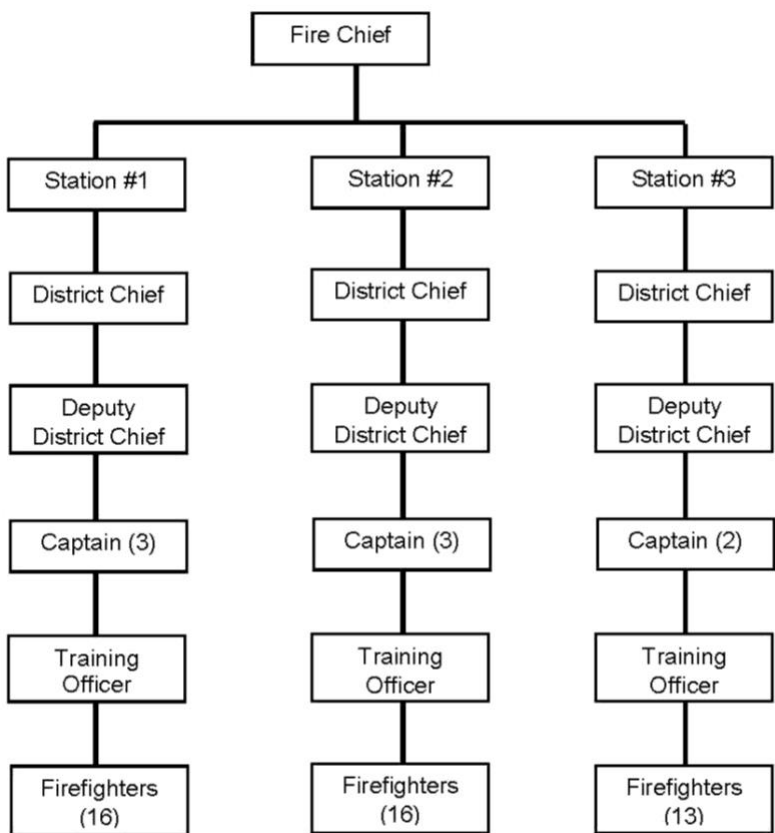 Fire Chief
Station #1
Station #2
Station #3
District Chief
District Chief
District Chief
Deputy
District Chief
Deputy
District Chief
Deputy
District Chief
Captain (3)
Captain (3)
Captain (2)
Training
Officer
Training
Officer
Training
Officer
Firefighters
(16)
Firefighters
(16)
Firefighters
(13)